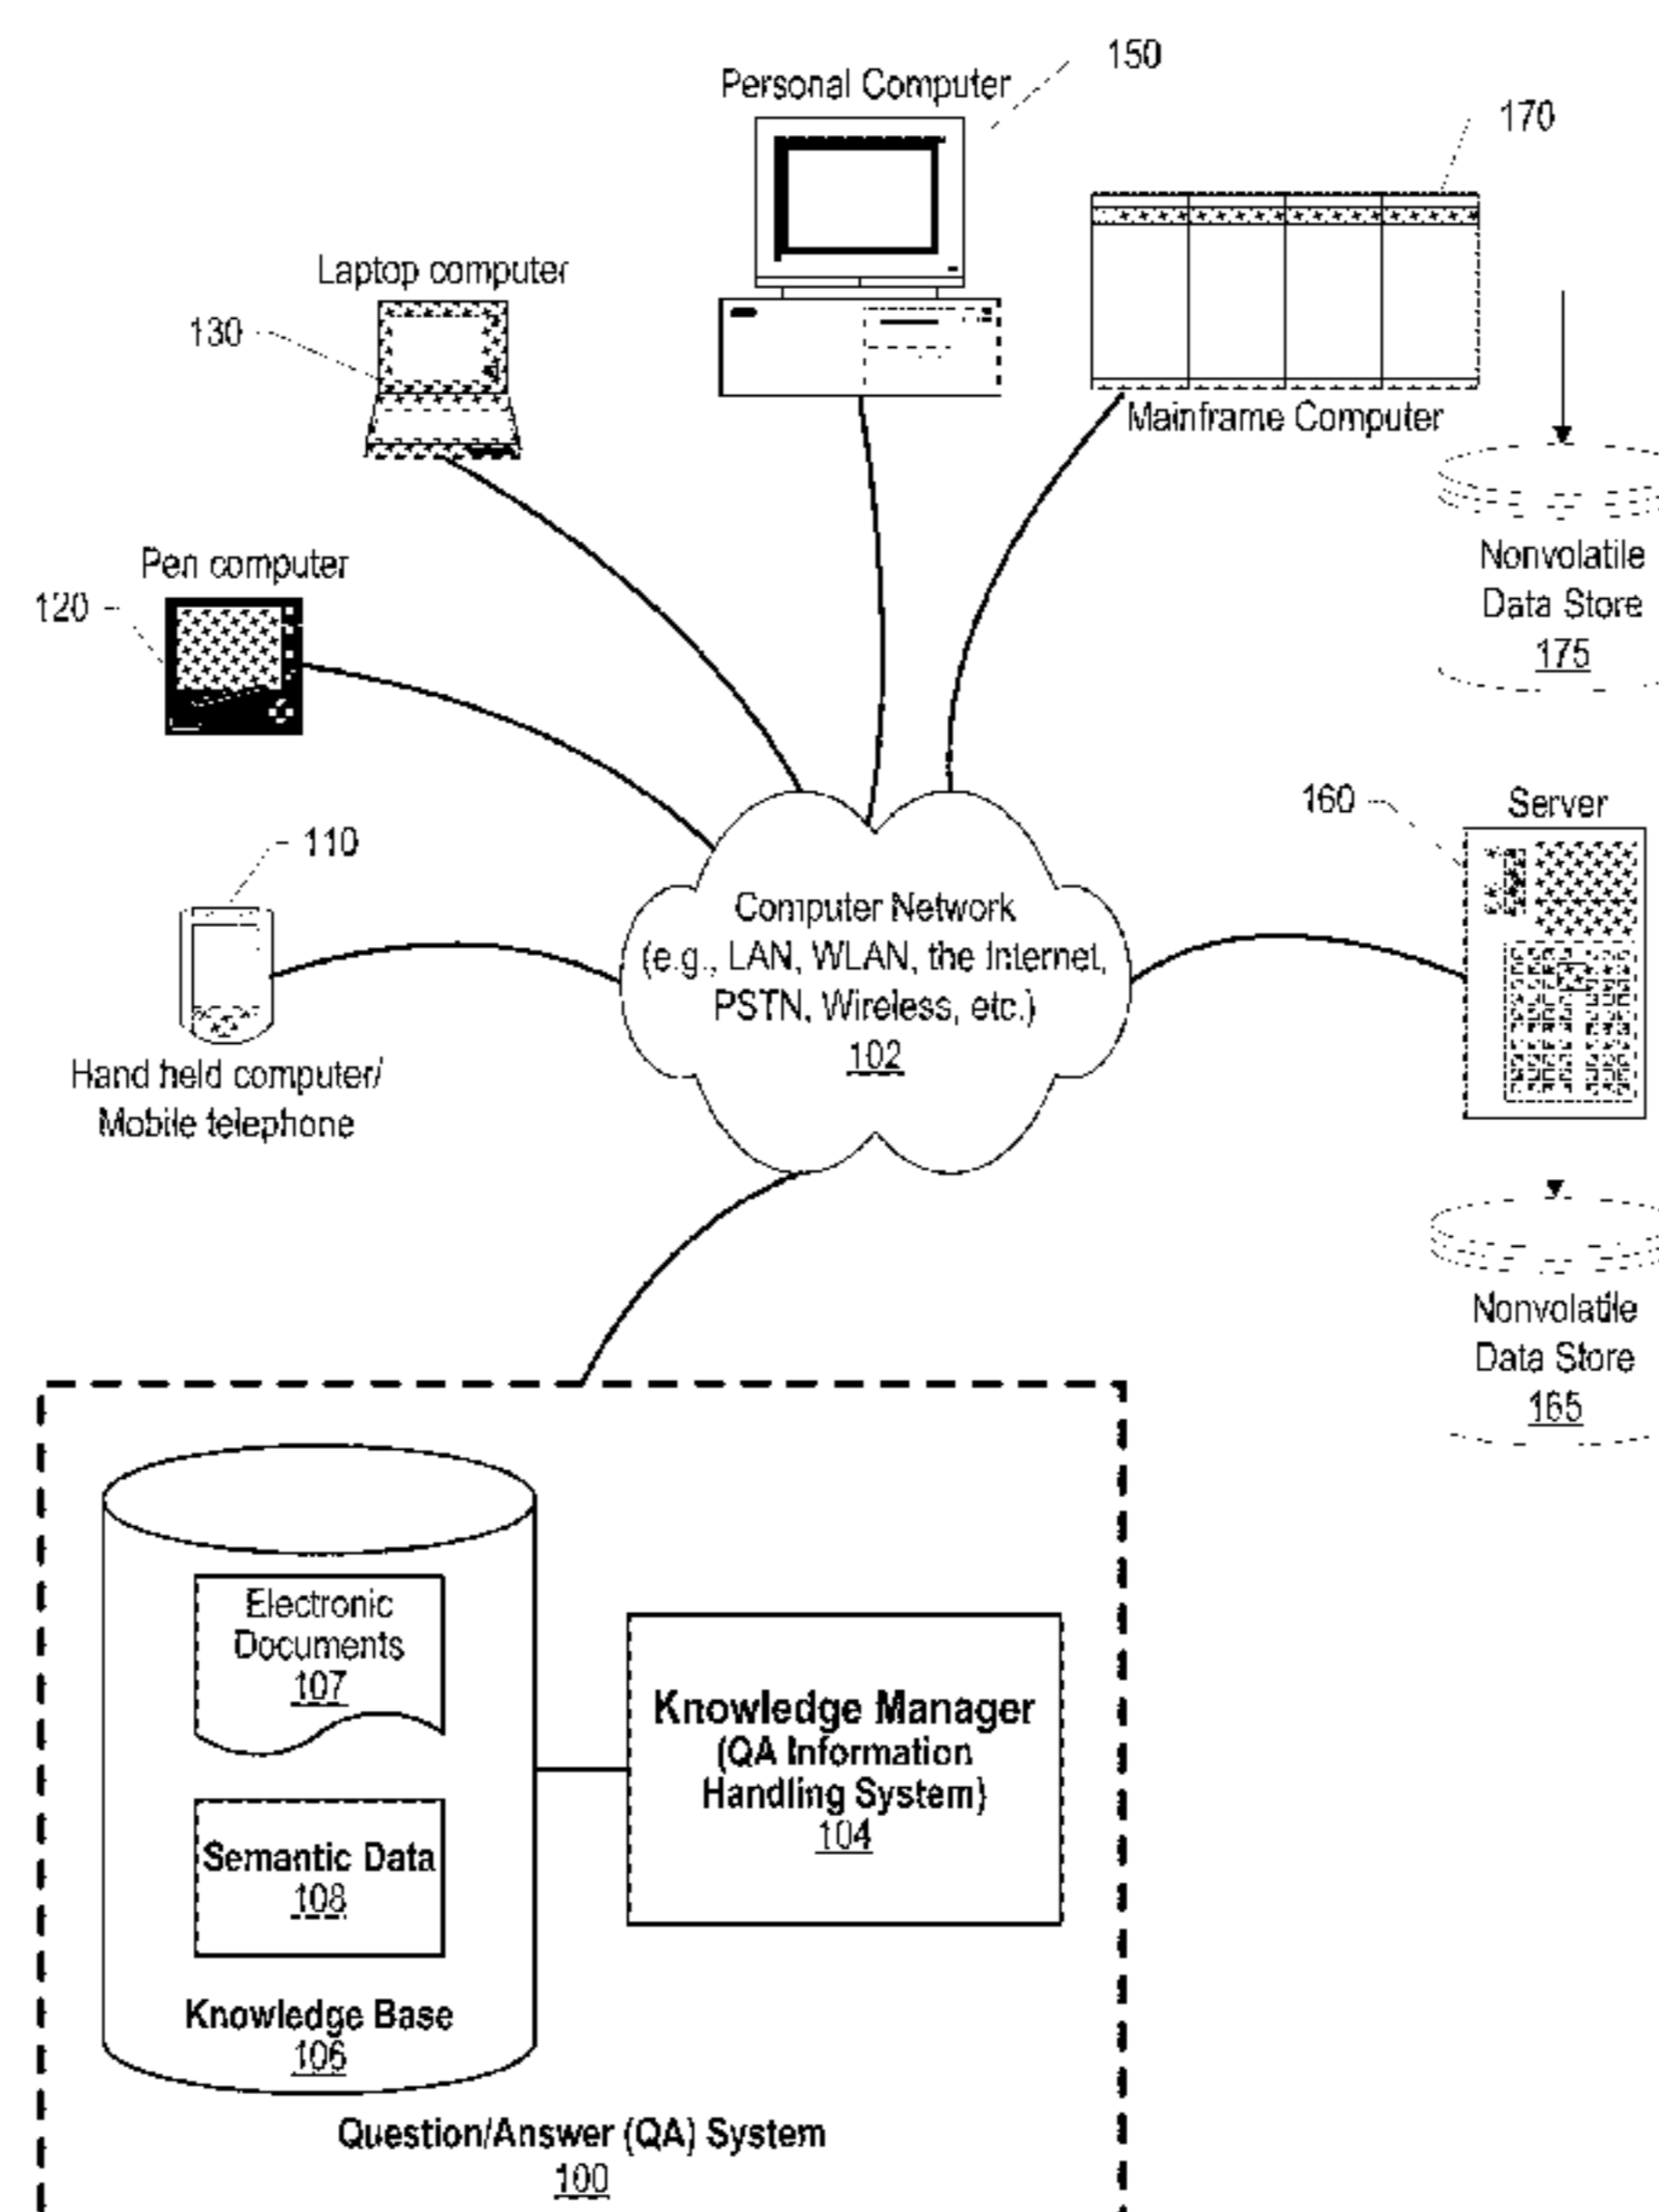 150
Personal Computer
170
Laptop computer
130
Mainframe Computer
Pen computer
120
Nonvolatile
Data Store
175
160
Server
110
Computer Network
(e.g., LAN, WLAN, the Internet,
PSTN, Wireless, etc.)
102
Hand held computer/
Mobile telephone
Nonvolatile
Data Store
165
Electronic
Documents
107
Knowledge Manager
(QA Information
Handling System)
104
Semantic Data
108
Knowledge Base
106
Question/Answer (QA) System
100